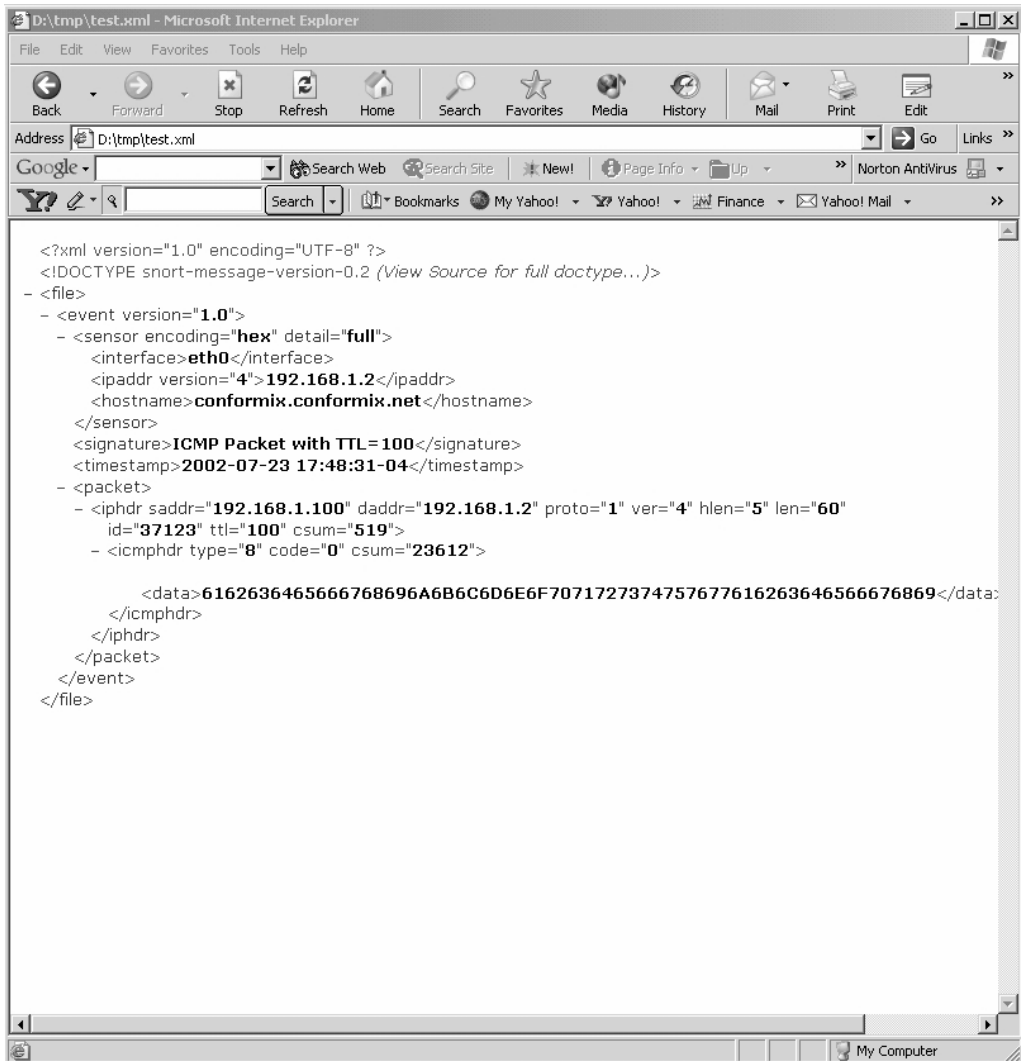 D:\tmp\test.xml - Microsoft Internet Explorer
File Edit View Favorites Tools Help
Back Forward Stop Refresh Home Search Favorites Media History Mail Print Edit »
Address D:\tmp\test.xml Go Links »
Google Search Web Search Site New! Page Info Up » Norton AntiVirus
Y? Search Bookmarks My Yahoo! Y? Yahoo! Finance Yahoo! Mail »
<?xml version="1.0" encoding="UTF-8" ?>
<!DOCTYPE snort-message-version-0.2 (View Source for full doctype...)>
– <file>
– <event version="1.0">
– <sensor encoding="hex" detail="full">
<interface>eth0</interface>
<ipaddr version="4">192.168.1.2</ipaddr>
<hostname>conformix.conformix.net</hostname>
</sensor>
<signature>ICMP Packet with TTL=100</signature>
<timestamp>2002-07-23 17:48:31-04</timestamp>
– <packet>
– <iphdr saddr="192.168.1.100" daddr="192.168.1.2" proto="1" ver="4" hlen="5" len="60"
id="37123" ttl="100" csum="519">
– <icmphdr type="8" code="0" csum="23612">
<data>6162636465666768696A6B6C6D6E6F7071727374757677616263646566676869</data>
</icmphdr>
</iphdr>
</packet>
</event>
</file>
My Computer